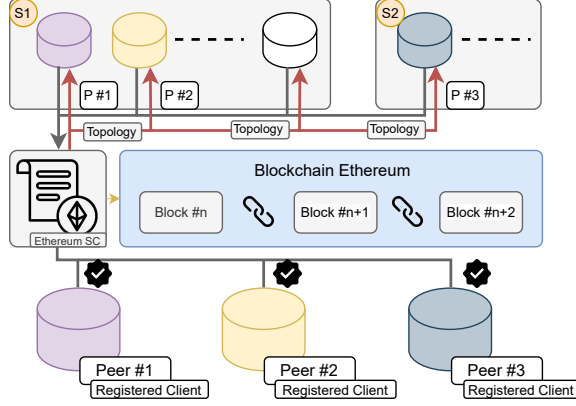 S1
S2
P #1
P #2
P #3
Topology
Topology
Topology
Ethereum SC
Blockchain Ethereum
Block #n
Block #n+1
Block #n+2
Peer #1
Registered Client
Peer #2
Registered Client
Peer #3
Registered Client